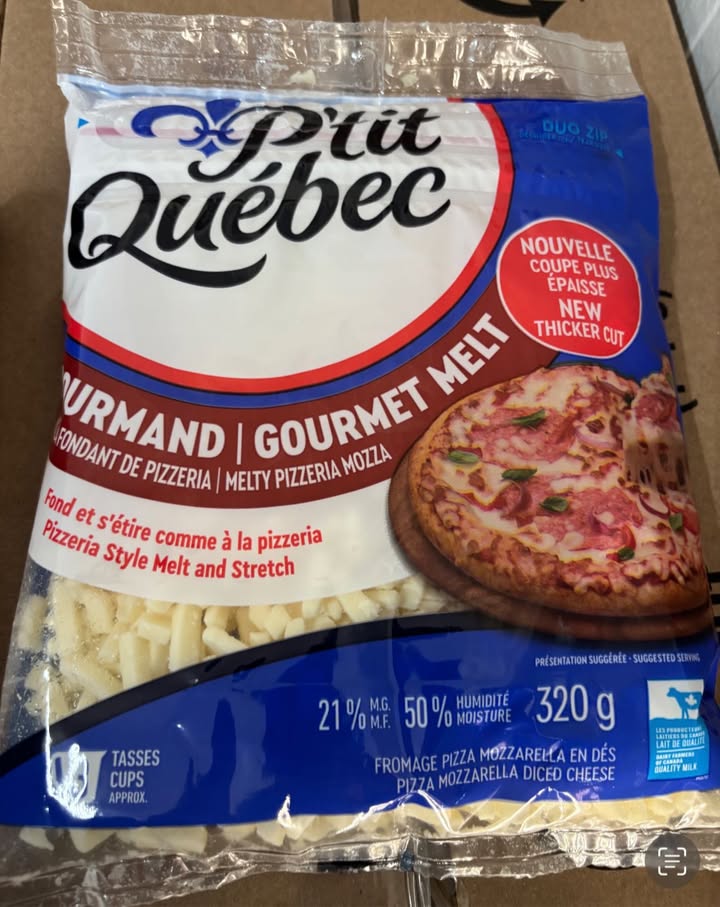 P'tit
Québec
DUO ZIP
NOUVELLE
COUPE PLUS
ÉPAISSE
NEW
THICKER CUT
OURMAND | GOURMET MELT
FONDANT DE PIZZERIA | MELTY PIZZERIA MOZZA
Fond et s'étire comme à la pizzeria
Pizzeria Style Melt and Stretch
PRÉSENTATION SUGGÉRÉE - SUGGESTED SERVING
21 % M.G. M.F. 50 % HUMIDITÉ MOISTURE 320 g
TASSES
CUPS
APPROX.
FROMAGE PIZZA MOZZARELLA EN DÉS
PIZZA MOZZARELLA DICED CHEESE
LES PRODUCTEURS
LAITIERS DU CANADA
LAIT DE QUALITÉ
DAIRY FARMERS
OF CANADA
QUALITY MILK